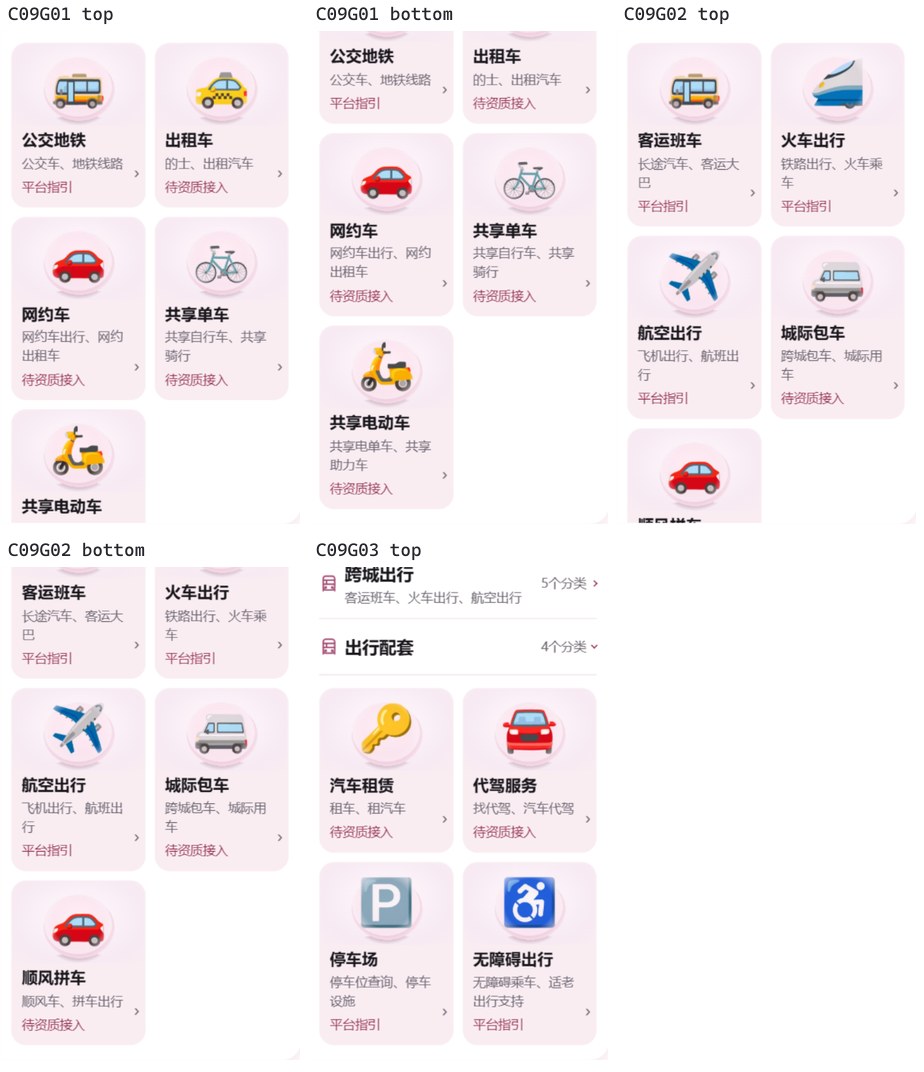 C09G01 top
公交地铁
公交车、地铁线路
平台指引
出租车
的士、出租汽车
待资质接入
网约车
网约车出行、网约
出租车
待资质接入
共享单车
共享自行车、共享
骑行
待资质接入
共享电动车
C09G01 bottom
公交地铁
公交车、地铁线路
平台指引
出租车
的士、出租汽车
待资质接入
网约车
网约车出行、网约
出租车
待资质接入
共享单车
共享自行车、共享
骑行
待资质接入
共享电动车
共享电单车、共享
助力车
待资质接入
C09G02 top
客运班车
长途汽车、客运大
巴
平台指引
火车出行
铁路出行、火车乘
车
平台指引
航空出行
飞机出行、航班出
行
平台指引
城际包车
跨城包车、城际用
车
待资质接入
顺风拼车
C09G02 bottom
客运班车
长途汽车、客运大
巴
平台指引
火车出行
铁路出行、火车乘
车
平台指引
航空出行
飞机出行、航班出
行
平台指引
城际包车
跨城包车、城际用
车
待资质接入
顺风拼车
顺风车、拼车出行
待资质接入
C09G03 top
跨城出行
客运班车、火车出行、航空出行
5个分类
出行配套
4个分类
汽车租赁
租车、租汽车
待资质接入
代驾服务
找代驾、汽车代驾
待资质接入
P
停车场
停车位查询、停车
设施
平台指引
无障碍出行
无障碍乘车、适老
出行支持
平台指引